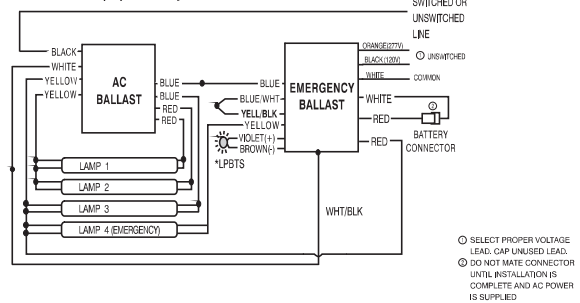 SWITCHED OR
UNSWITCHED
LINE
BLACK
WHITE
YELLOW
YELLOW
AC
BALLAST
BLUE
BLUE
RED
RED
BLUE
BLUE/WHT
YELL/BLK
YELLOW
VIOLET(+)
BROWN(-)
*LPBTS
EMERGENCY
BALLAST
ORANGE(277V)
BLACK (120V)
① UNSWITCHED
WHITE
COMMON
WHITE
RED
②
BATTERY
CONNECTOR
RED
LAMP 1
LAMP 2
LAMP 3
LAMP 4 (EMERGENCY)
WHT/BLK
① SELECT PROPER VOLTAGE
LEAD. CAP UNUSED LEAD.
② DO NOT MATE CONNECTOR
UNTIL INSTALLATION IS
COMPLETE AND AC POWER
IS SUPPLIED